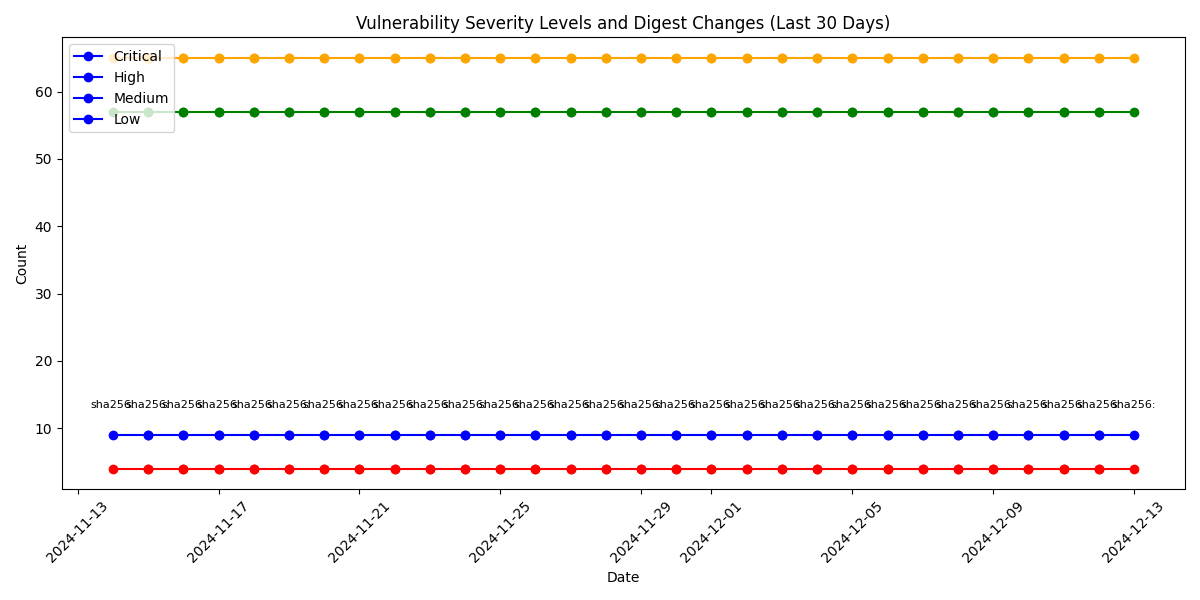 Vulnerability Severity Levels and Digest Changes (Last 30 Days)
Critical
High
Medium
Low
Count
60
50
40
30
20
10
sha256: sha256: sha256: sha256: sha256: sha256: sha256: sha256: sha256: sha256: sha256: sha256: sha256: sha256: sha256: sha256: sha256: sha256: sha256: sha256: sha256: sha256: sha256: sha256: sha256: sha256: sha256: sha256: sha256: sha256:
2024-11-13
2024-11-17
2024-11-21
2024-11-25
2024-11-29
2024-12-01
2024-12-05
2024-12-09
2024-12-13
Date